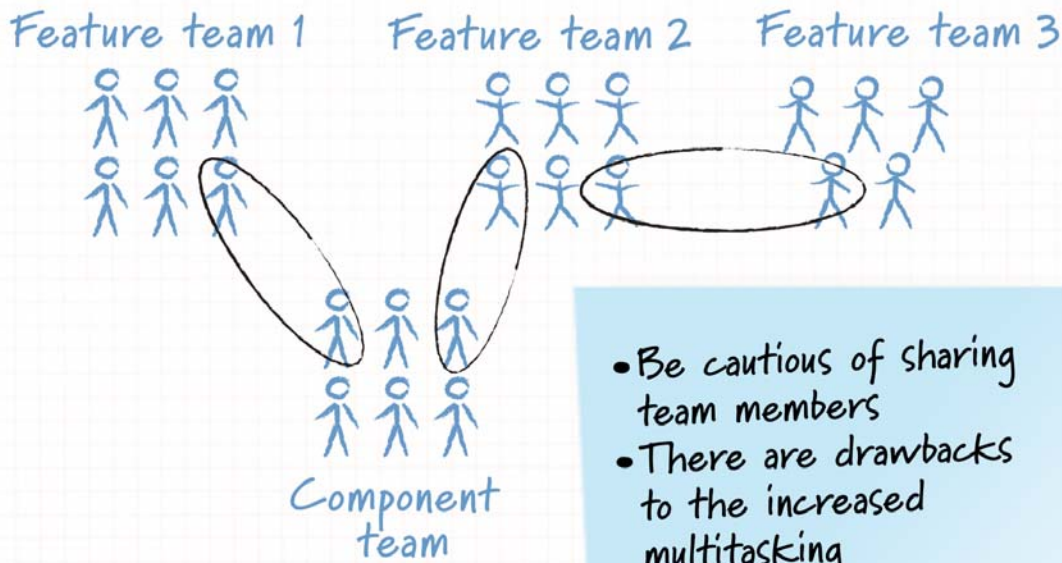 Feature team 1
Feature team 2
Feature team 3
Component
team
• Be cautious of sharing
team members
• There are drawbacks
to the increased
multitasking